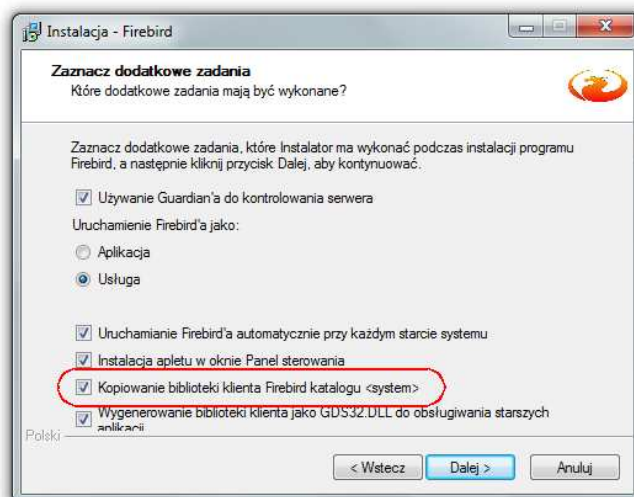 Instalacja - Firebird
Zaznacz dodatkowe zadania
Które dodatkowe zadania mają być wykonane?
Zaznacz dodatkowe zadania, które Instalator ma wykonać podczas instalacji programu
Firebird, a następnie kliknij przycisk Dalej, aby kontynuować.
Używanie Guardian'a do kontrolowania serwera
Uruchamienie Firebird'a jako:
Aplikacja
Usługa
Uruchamianie Firebird'a automatycznie przy każdym starcie systemu
Instalacja apletu w oknie Panel sterowania
Kopiowanie biblioteki klienta Firebird katalogu <system>
Wygenerowanie biblioteki klienta jako GDS32.DLL do obsługiwania starszych
aplikacji
Polski
< Wstecz
Dalej >
Anuluj